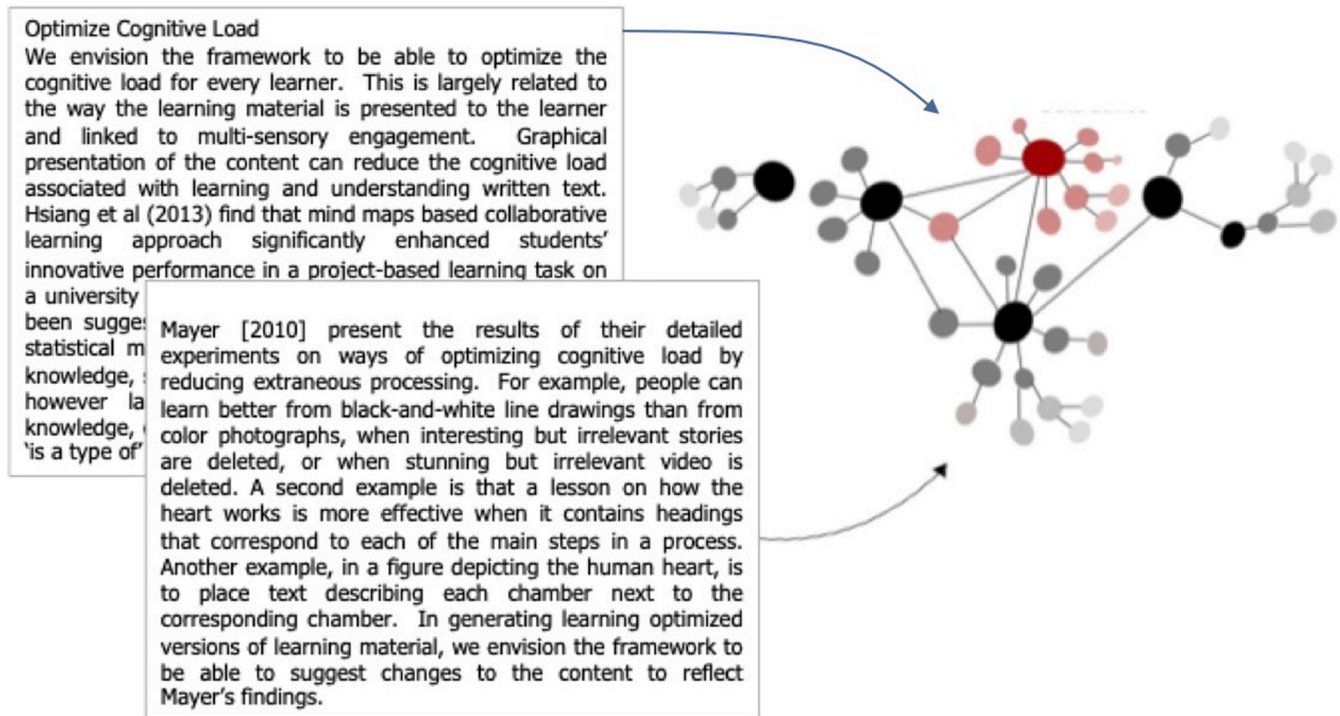 Optimize Cognitive Load
We envision the framework to be able to optimize the
cognitive load for every learner. This is largely related to
the way the learning material is presented to the learner
and linked to multi-sensory engagement. Graphical
presentation of the content can reduce the cognitive load
associated with learning and understanding written text.
Hsiang et al (2013) find that mind maps based collaborative
learning approach significantly enhanced students'
innovative performance in a project-based learning task on
a university
been
statistical
knowledge,
however
knowledge,
'is a type of'
Mayer [2010] present the results of their detailed
experiments on ways of optimizing cognitive load by
reducing extraneous processing. For example, people can
learn better from black-and-white line drawings than from
color photographs, when interesting but irrelevant stories
are deleted, or when stunning but irrelevant video is
deleted. A second example is that a lesson on how the
heart works is more effective when it contains headings
that correspond to each of the main steps in a process.
Another example, in a figure depicting the human heart, is
to place text describing each chamber next to the
corresponding chamber. In generating learning optimized
versions of learning material, we envision the framework to
be able to suggest changes to the content to reflect
Mayer's findings.